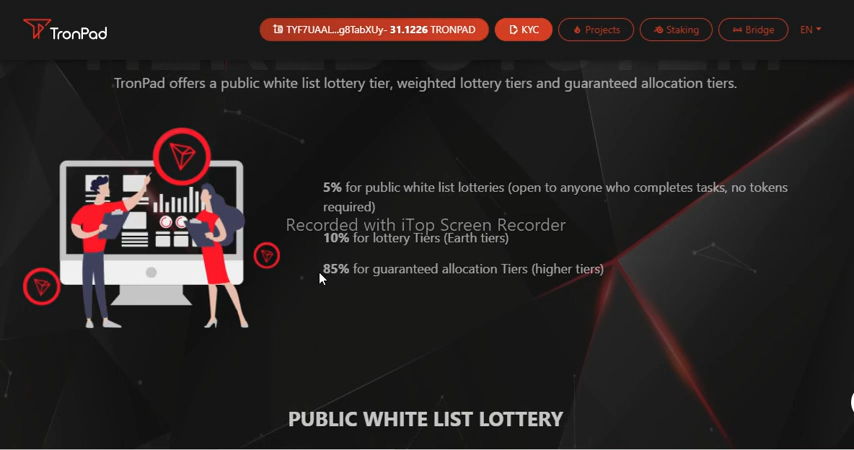 TronPad
TYF7UAAL...g8TabXUy- 31.1226 TRONPAD
KYC
Projects
Staking
Bridge
EN
TronPad offers a public white list lottery tier, weighted lottery tiers and guaranteed allocation tiers.
5% for public white list lotteries (open to anyone who completes tasks, no tokens
required)
Recorded with iTop Screen Recorder
10% for lottery Tiers (Earth tiers)
85% for guaranteed allocation Tiers (higher tiers)
PUBLIC WHITE LIST LOTTERY